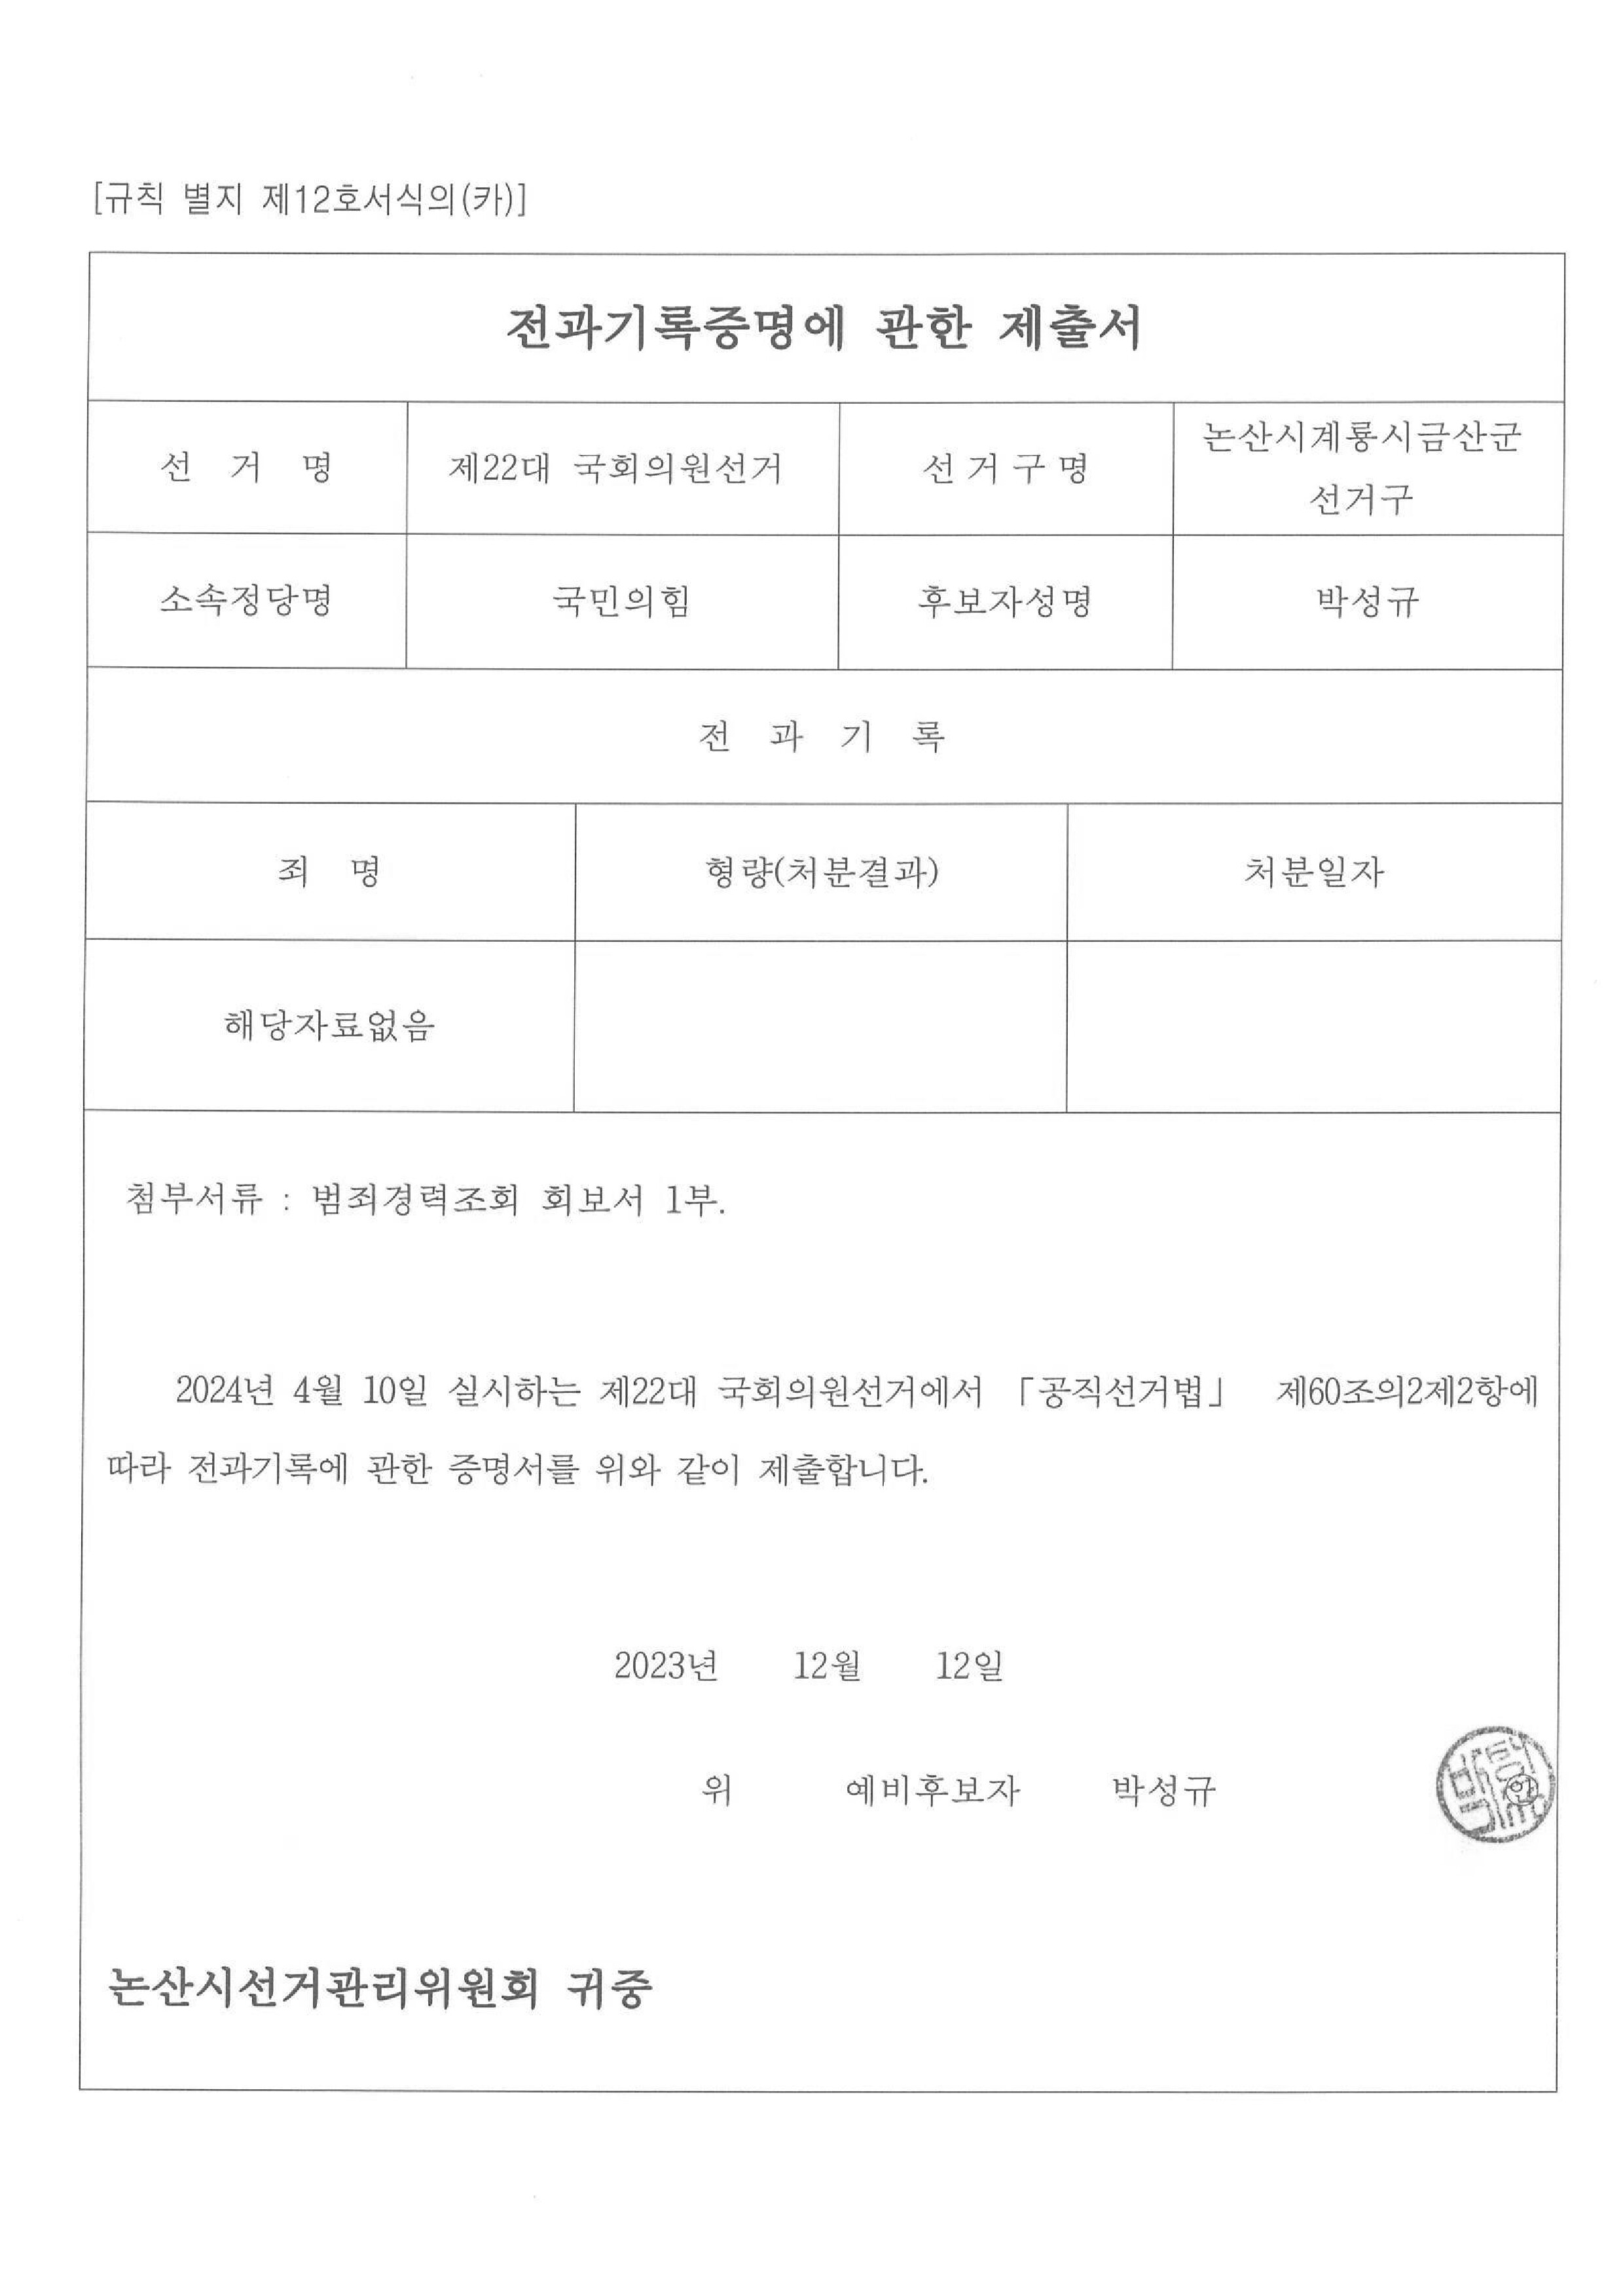 [규칙 별지 제12호서식의(카)]
전과기록증명에 관한 제출서
선 거 명 제22대 국회의원선거 선거구명 논산시계룡시금산군
선거구
소속정당명 국민의힘 후보자성명 박성규
전 과 기 록
죄 명 형량(처분결과) 처분일자
해당자료없음
첨부서류 : 범죄경력조회 회보서 1부.
2024년 4월 10일 실시하는 제22대 국회의원선거에서 「공직선거법」 제60조의2제2항에
따라 전과기록에 관한 증명서를 위와 같이 제출합니다.
2023년 12월 12일
위 예비후보자 박성규 ㉑인
논산시선거관리위원회 귀중